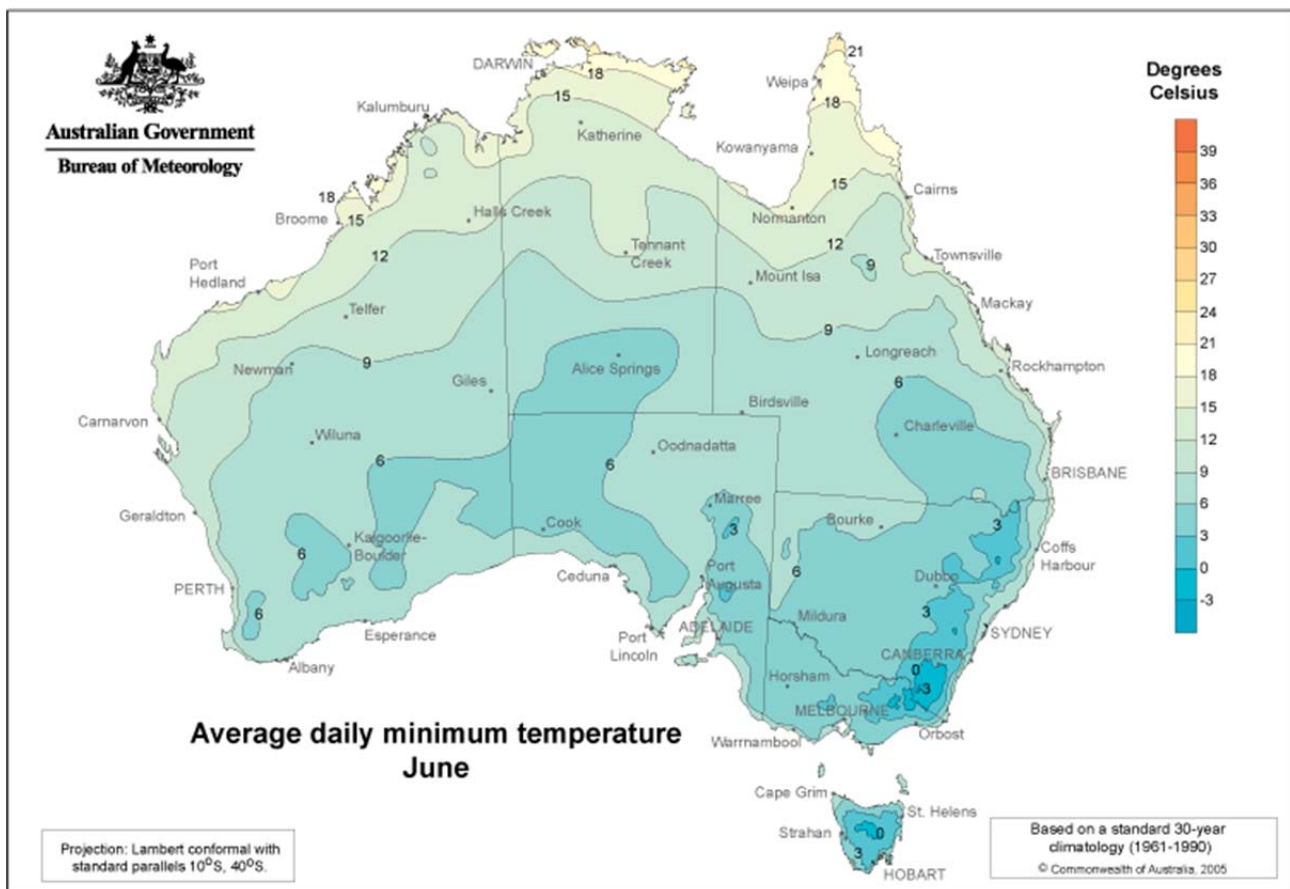 Australian Government
Bureau of Meteorology
Degrees
Celsius
39
36
33
30
27
24
21
18
15
12
9
6
3
0
-3
DARWIN
18
15
21
Weipa
18
Kalumburu
Katherine
Kowanyama
15
Cairns
18
15
Broome
Halls Creek
Normanton
12
12
Tennant
Creek
9
Townsville
Port
Hedland
Mount Isa
Mackay
Telfer
9
Longreach
9
Newman
Alice Springs
Rockhampton
Giles
6
Birdsville
Carnarvon
Charleville
Wiluna
6
Oodnadatta
6
BRISBANE
Marree
Geraldton
Bourke
3
3
Cook
Kalgoorlie-
Boulder
6
Coffs
Harbour
Ceduna
Port
Augusta
6
Dubbo
PERTH
6
3
Mildura
Esperance
ADELAIDE
SYDNEY
Port
Lincoln
CANBERRA
Albany
0
Horsham
-3
MELBOURNE
Warrnambool
Orbost
Average daily minimum temperature
June
Cape Grim
St. Helens
Strahan
0
3
HOBART
Projection: Lambert conformal with
standard parallels 10°S, 40°S.
Based on a standard 30-year
climatology (1961-1990)
© Commonwealth of Australia, 2005